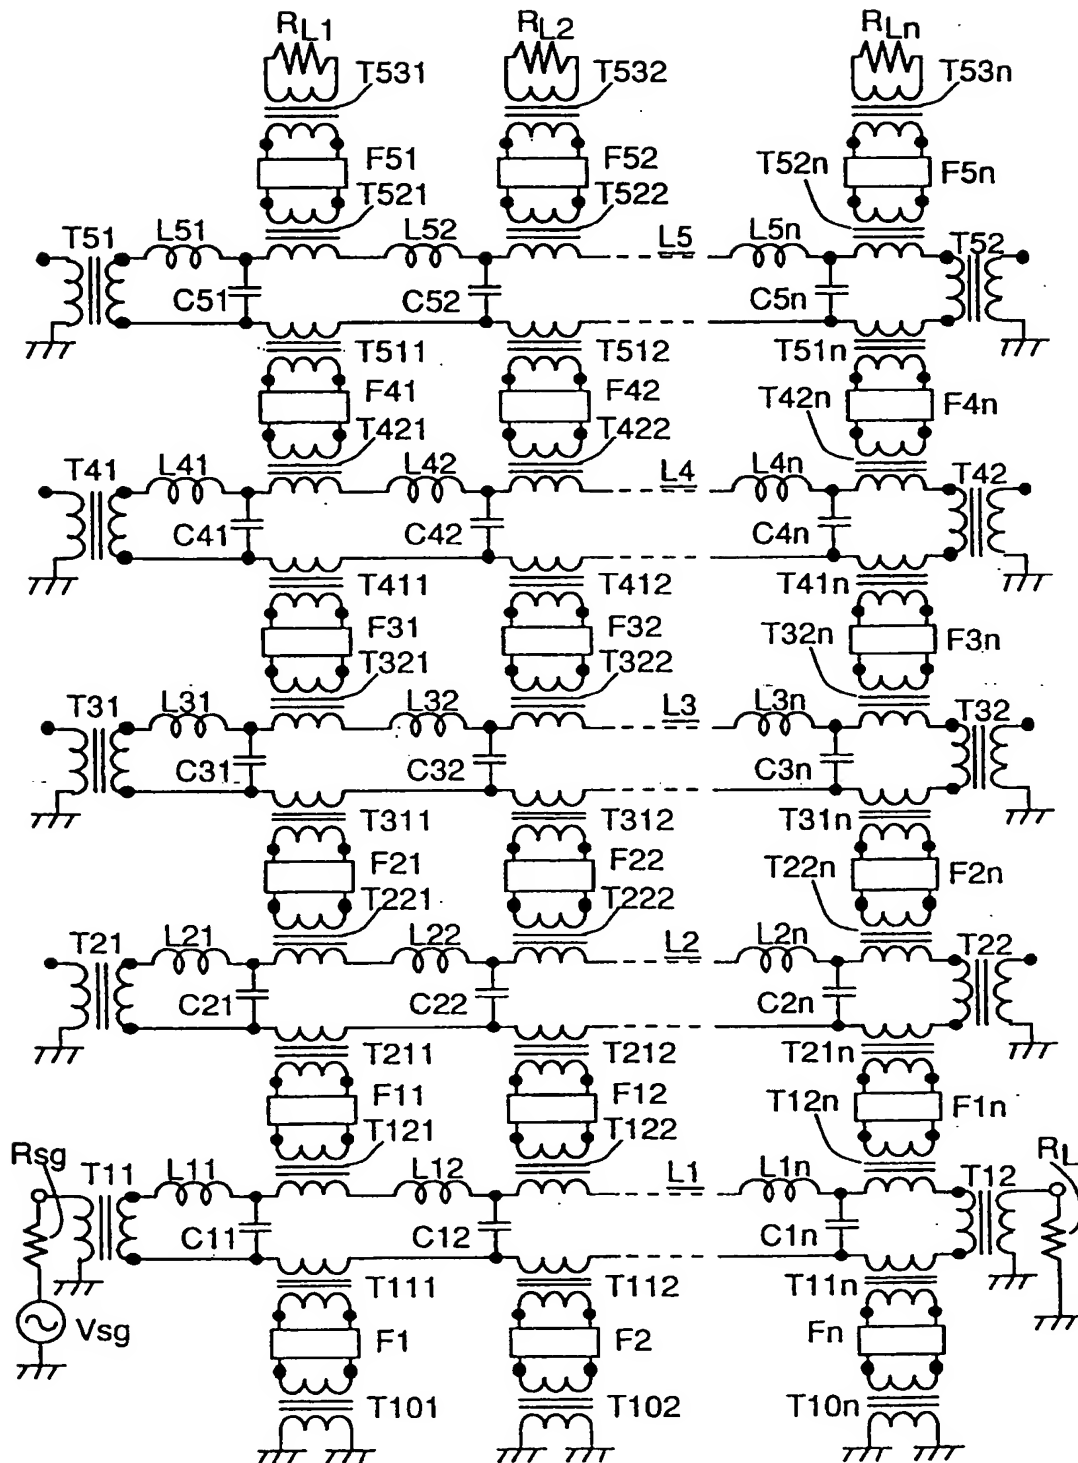 RL1 RL2 RLn
T531 T532 T53n
F51 F52 T52n F5n
T521 T522
T51 L51 L52 L5 L5n T52
C51 C52 C5n
T511 T512 T51n
F41 F42 T42n F4n
T421 T422
T41 L41 L42 L4 L4n T42
C41 C42 C4n
T411 T412 T41n
F31 F32 T32n F3n
T321 T322
T31 L31 L32 L3 L3n T32
C31 C32 C3n
T311 T312 T31n
F21 F22 T22n F2n
T221 T222
T21 L21 L22 L2 L2n T22
C21 C22 C2n
T211 T212 T21n
F11 F12 T12n F1n
T121 T122
Rsg T11 L11 L12 L1 L1n T12 RL
C11 C12 C1n
T111 T112 T11n
Vsg F1 F2 Fn
T101 T102 T10n